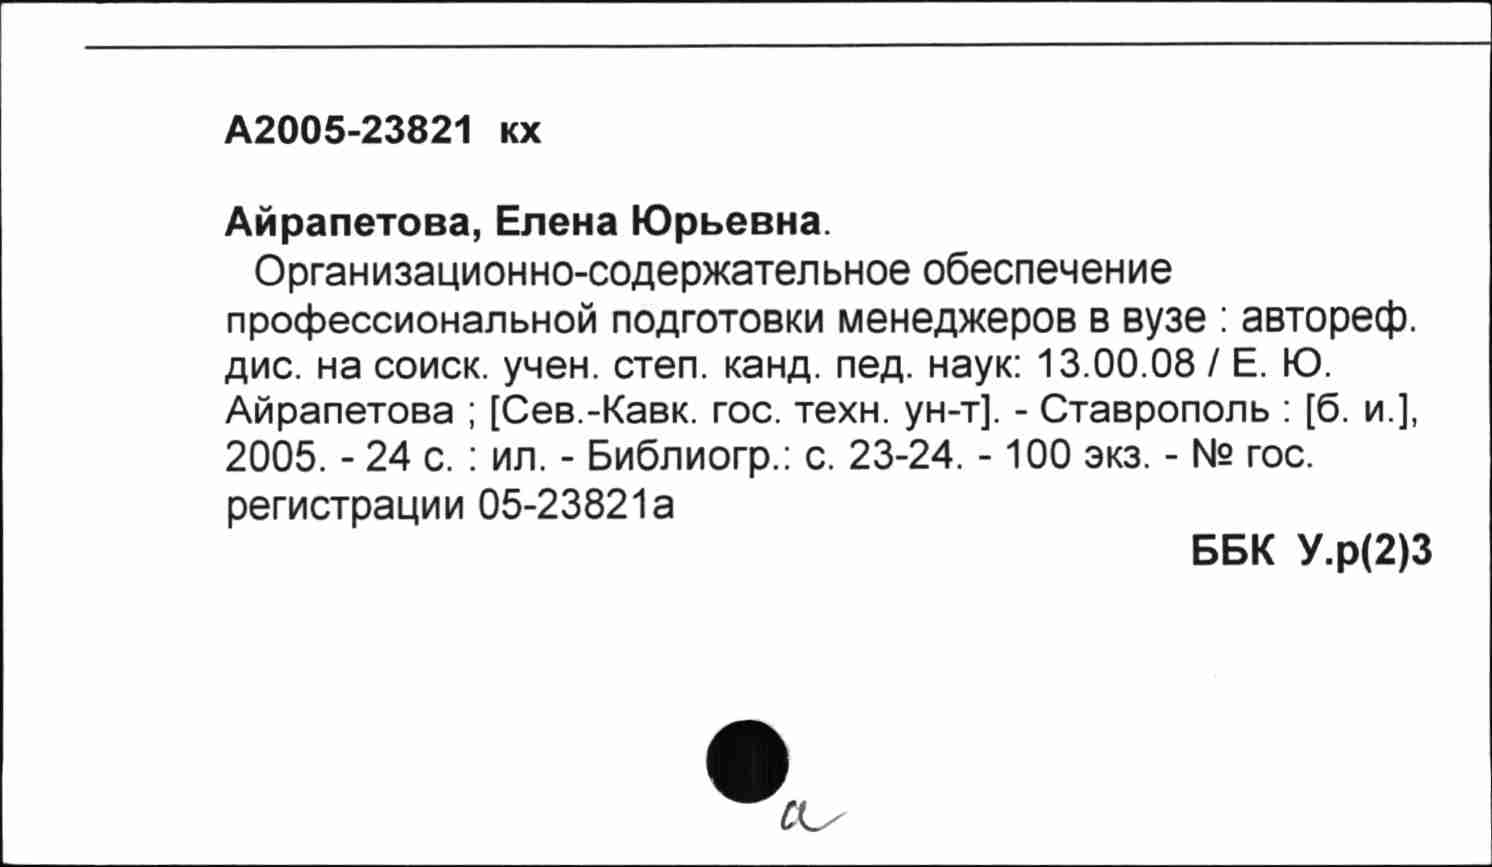 А2005-23821 кх
Айрапетова, Елена Юрьевна.
Организационно-содержательное обеспечение
профессиональной подготовки менеджеров в вузе : автореф.
дис. на соиск. учен. степ. канд. пед. наук: 13.00.08 / Е. Ю.
Айрапетова ; [Сев.-Кавк. гос. техн. ун-т]. - Ставрополь : [б. и.],
2005. - 24 с. : ил. - Библиогр.: с. 23-24. - 100 экз. - № гос.
регистрации 05-23821а
ББК У.р(2)3
а